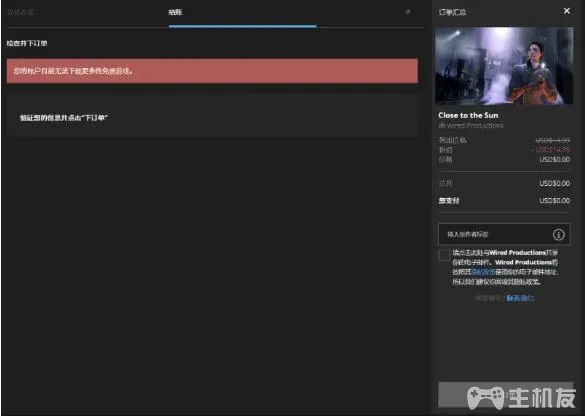 结账
订单汇总
检查并下订单
您的帐户目前无法下载更多的免费游戏。
验证您的信息并点击“下订单”
Close to the Sun
由 Wired Productions
列出价格 USD$14.99
折扣 - USD$14.99
价格 USD$0.00
总共 USD$0.00
您支付 USD$0.00
输入创作者标签
请点击此处与Wired Productions共享
你的电子邮件。Wired Productions将
按照其隐私政策使用你的电子邮件地址,
所以我们建议你阅读其隐私政策。
需要帮助? 联系我们
主机友